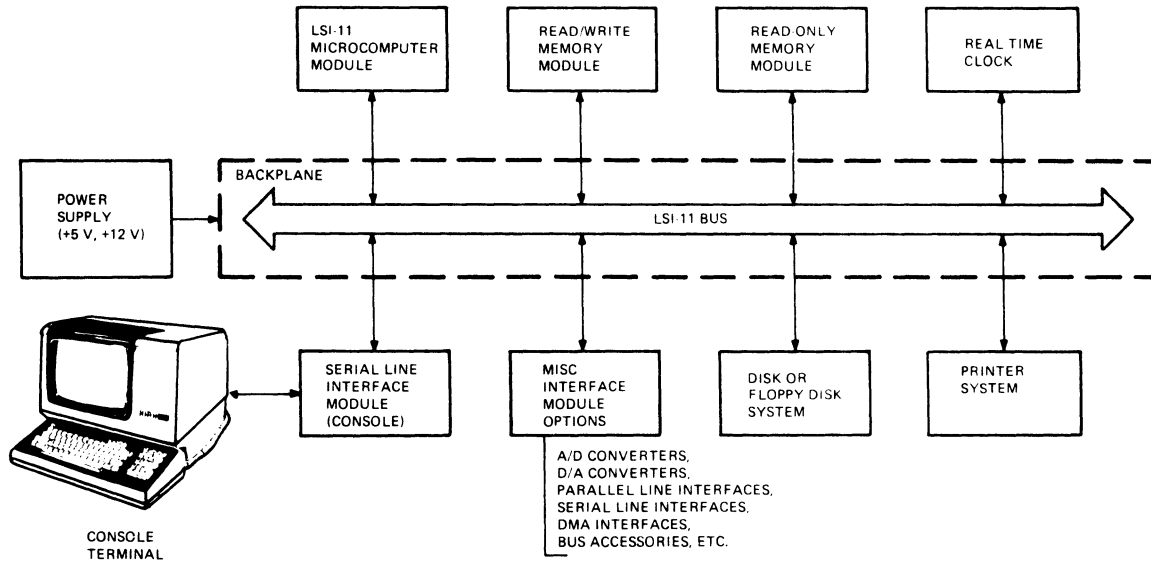 LSI-11
MICROCOMPUTER
MODULE
READ/WRITE
MEMORY
MODULE
READ-ONLY
MEMORY
MODULE
REAL TIME
CLOCK
POWER
SUPPLY
(+5 V, +12 V)
BACKPLANE
LSI-11 BUS
SERIAL LINE
INTERFACE
MODULE
(CONSOLE)
MISC
INTERFACE
MODULE
OPTIONS
DISK OR
FLOPPY DISK
SYSTEM
PRINTER
SYSTEM
A/D CONVERTERS,
D/A CONVERTERS,
PARALLEL LINE INTERFACES,
SERIAL LINE INTERFACES,
DMA INTERFACES,
BUS ACCESSORIES, ETC.
CONSOLE
TERMINAL